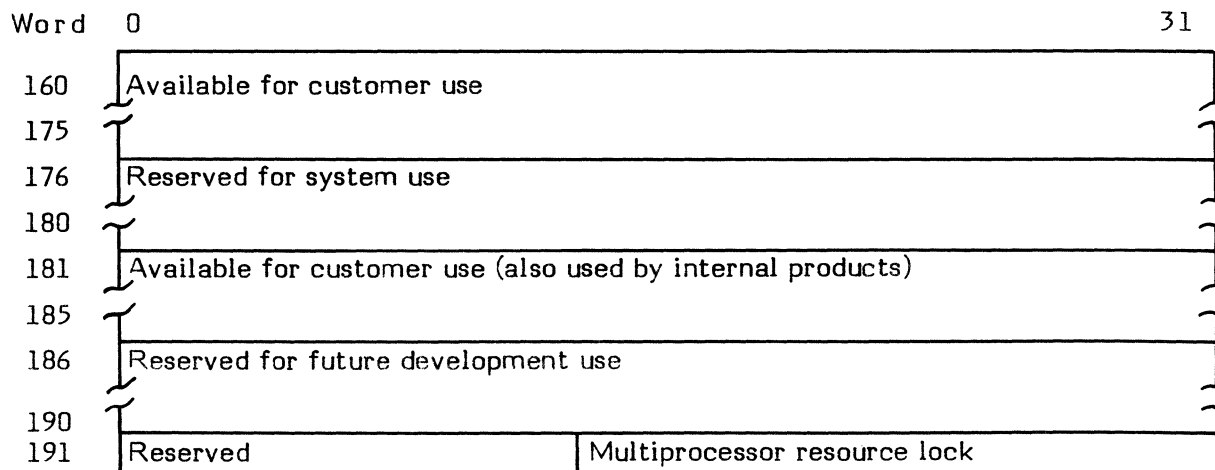 Word 0 31
160 Available for customer use
175
176 Reserved for system use
180
181 Available for customer use (also used by internal products)
185
186 Reserved for future development use
190
191 Reserved Multiprocessor resource lock